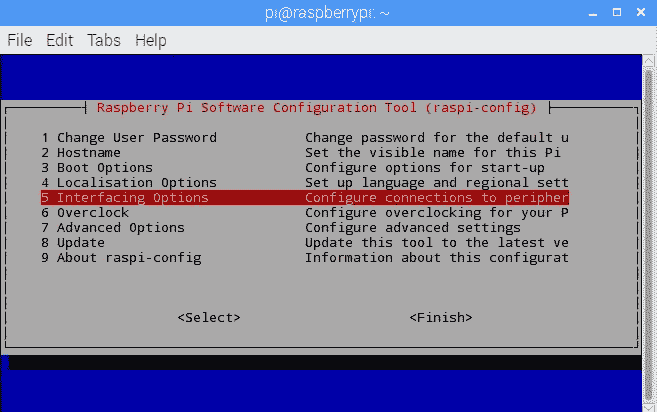 pi@raspberrypi: ~
File Edit Tabs Help
Raspberry Pi Software Configuration Tool (raspi-config)
1 Change User Password Change password for the default u
2 Hostname Set the visible name for this Pi
3 Boot Options Configure options for start-up
4 Localisation Options Set up language and regional sett
5 Interfacing Options Configure connections to peripher
6 Overclock Configure overclocking for your P
7 Advanced Options Configure advanced settings
8 Update Update this tool to the latest ve
9 About raspi-config Information about this configurat
<Select> <Finish>